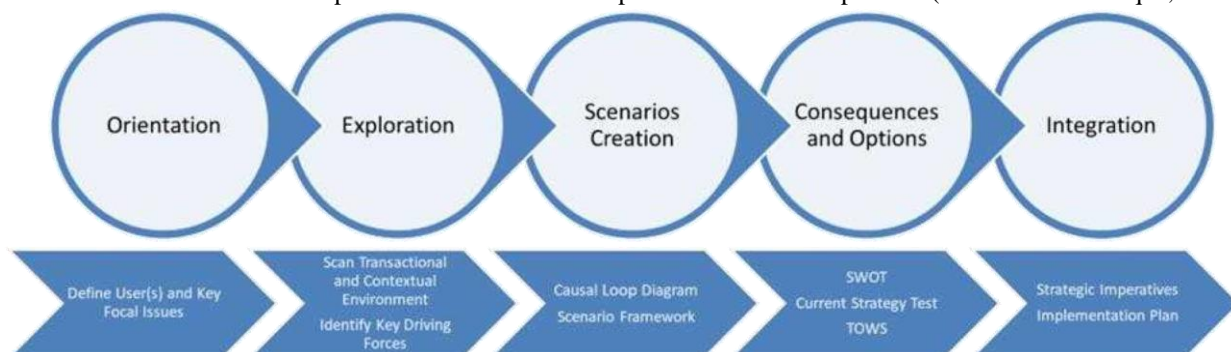 Orientation
Exploration
Scenarios
Creation
Consequences
and Options
Integration
Define User(s) and Key
Focal Issues
Scan Transactional
and Contextual
Environment
Identify Key Driving
Forces
Causal Loop Diagram
Scenario Framework
SWOT
Current Strategy Test
TOWS
Strategic Imperatives
Implementation Plan